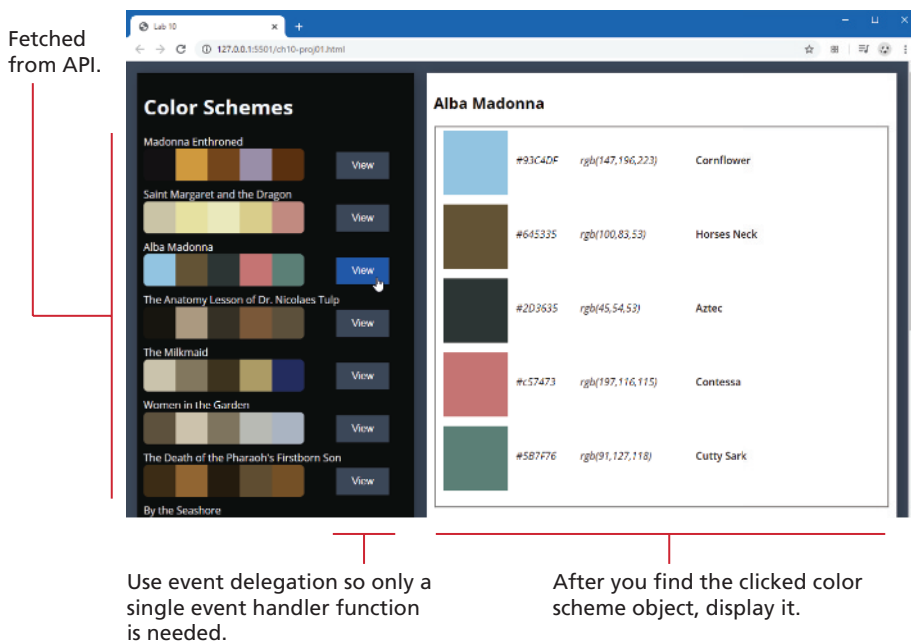 Fetched
from API.
Lab 10
127.0.0.1:5501/ch10-proj01.html
Color Schemes
Madonna Enthroned
View
Saint Margaret and the Dragon
View
Alba Madonna
View
The Anatomy Lesson of Dr. Nicolaes Tulp
View
The Milkmaid
View
Women in the Garden
View
The Death of the Pharaoh's Firstborn Son
View
By the Seashore
Alba Madonna
#93C4DF rgb(147,196,223) Cornflower
#645335 rgb(100,83,53) Horses Neck
#2D3635 rgb(45,54,53) Aztec
#c57473 rgb(197,116,115) Contessa
#5B7F76 rgb(91,127,118) Cutty Sark
Use event delegation so only a
single event handler function
is needed.
After you find the clicked color
scheme object, display it.